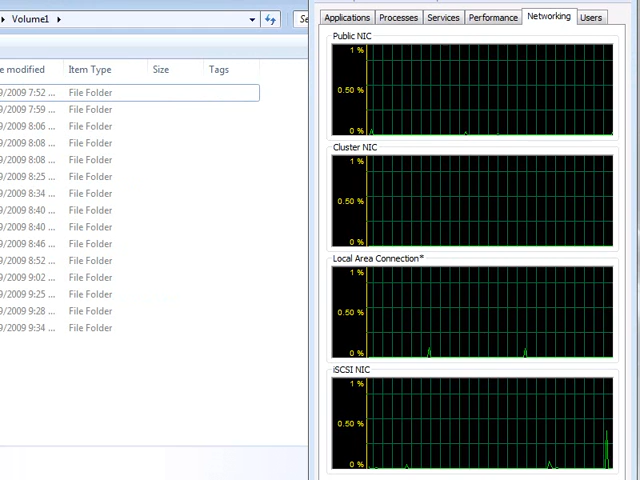 Volume1
Se
e modified Item Type Size Tags
9/2009 7:52 ... File Folder
9/2009 7:59 ... File Folder
9/2009 8:06 ... File Folder
9/2009 8:08 ... File Folder
9/2009 8:08 ... File Folder
9/2009 8:25 ... File Folder
9/2009 8:34 ... File Folder
9/2009 8:40 ... File Folder
9/2009 8:40 ... File Folder
9/2009 8:46 ... File Folder
9/2009 8:52 ... File Folder
9/2009 9:02 ... File Folder
9/2009 9:25 ... File Folder
9/2009 9:28 ... File Folder
9/2009 9:34 ... File Folder
Applications Processes Services Performance Networking Users
Public NIC
1 %
0.50 %
0 %
Cluster NIC
1 %
0.50 %
0 %
Local Area Connection*
1 %
0.50 %
0 %
iSCSI NIC
1 %
0.50 %
0 %